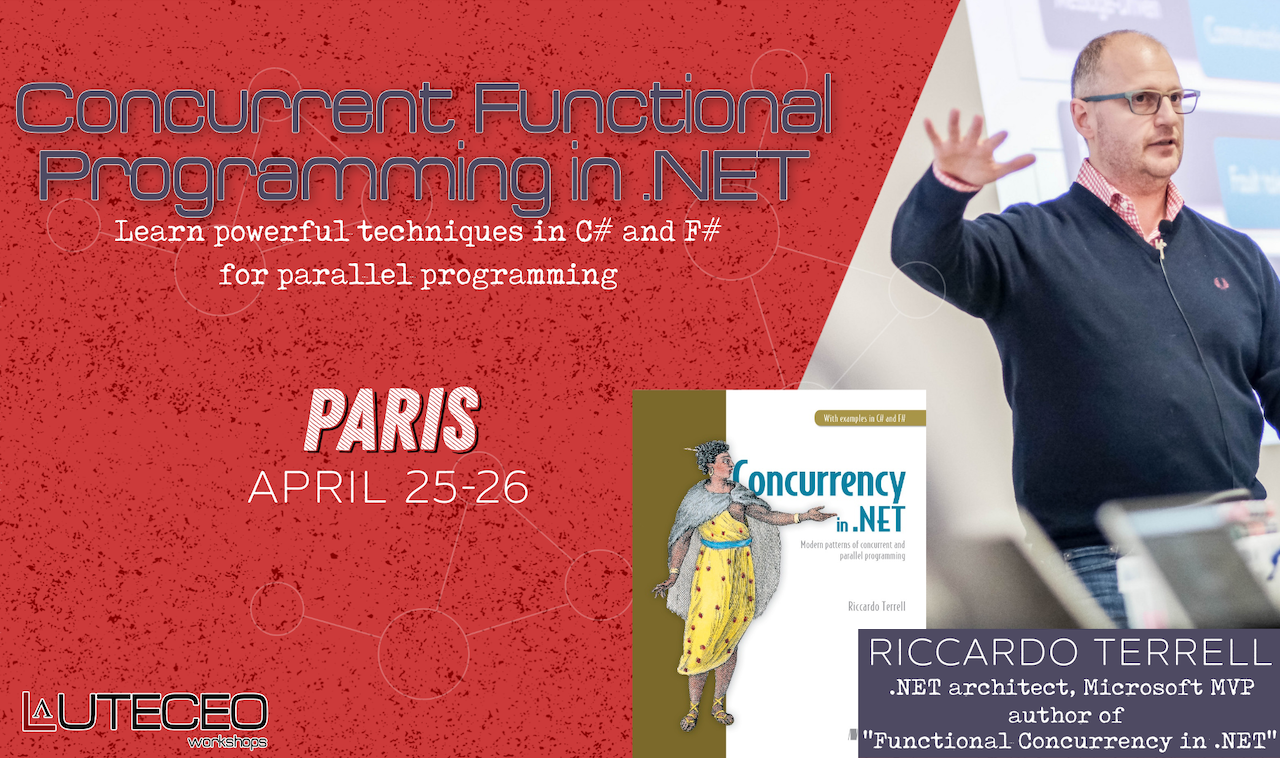 Concurrent Functional
Programming in .NET
Learn powerful techniques in C# and F#
for parallel programming
PARIS
APRIL 25-26
With examples in C# and F#
Concurrency
in .NET
Modern patterns of concurrent and
parallel programming
Riccardo Terrell
LUTECEO
workshops
RICCARDO TERRELL
.NET architect, Microsoft MVP
author of
"Functional Concurrency in .NET"